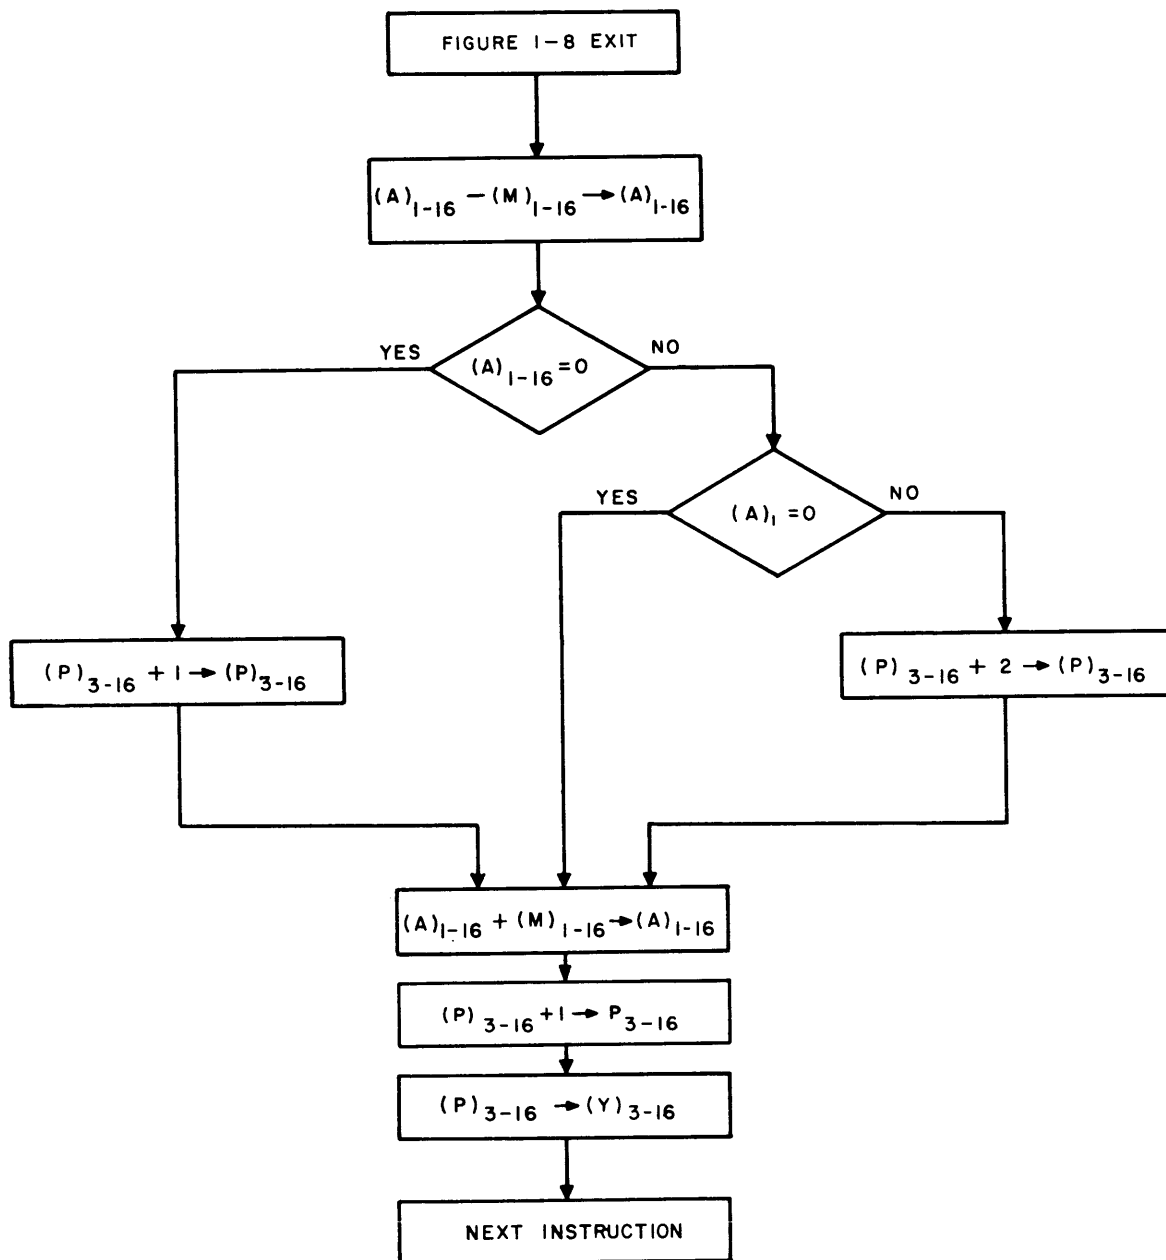 FIGURE 1-8 EXIT
(A)1-16 — (M)1-16 → (A)1-16
YES
(A)1-16 = 0
NO
YES
(A)1 = 0
NO
(P)3-16 + 1 → (P)3-16
(P)3-16 + 2 → (P)3-16
(A)1-16 + (M)1-16 → (A)1-16
(P)3-16 +1 → P3-16
(P)3-16 → (Y)3-16
NEXT INSTRUCTION